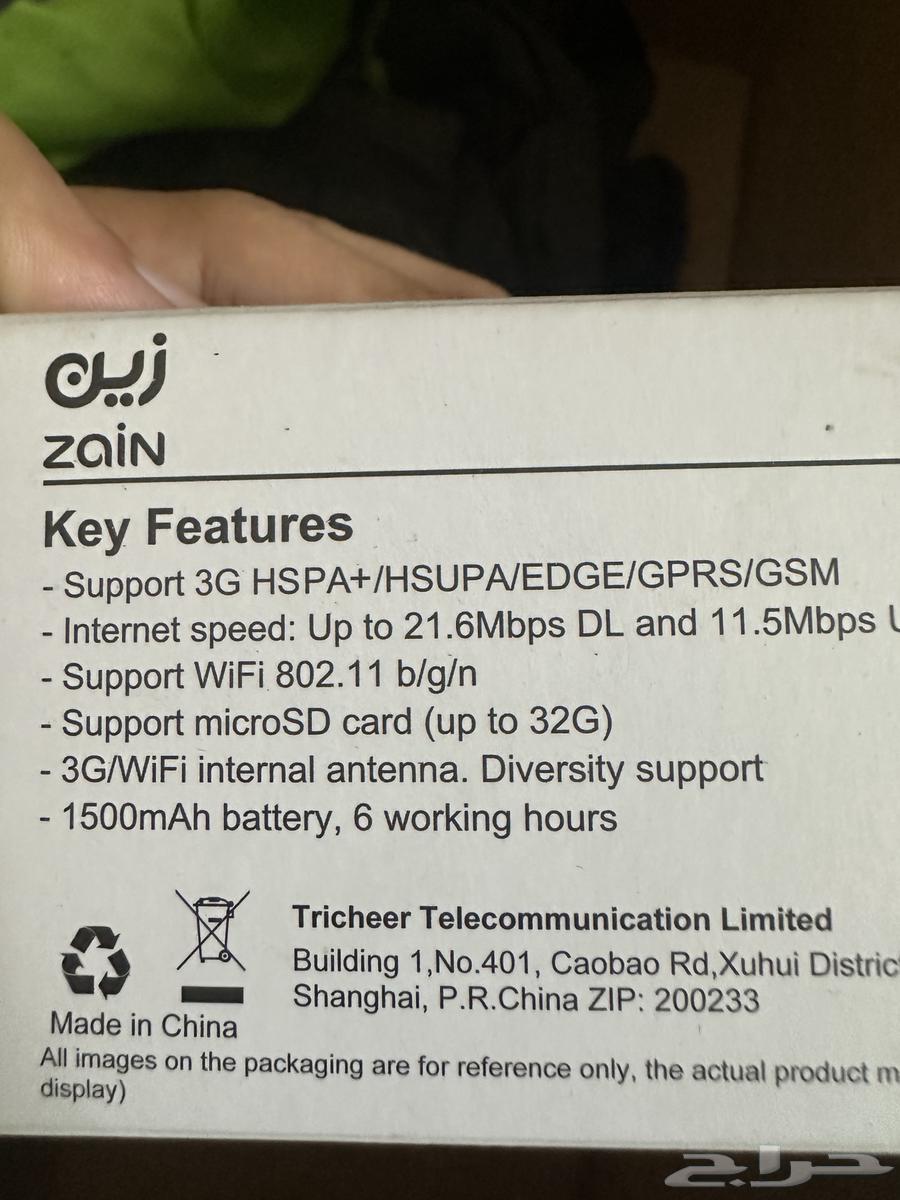 زين
zain
Key Features
- Support 3G HSPA+/HSUPA/EDGE/GPRS/GSM
- Internet speed: Up to 21.6Mbps DL and 11.5Mbps
- Support WiFi 802.11 b/g/n
- Support microSD card (up to 32G)
- 3G/WiFi internal antenna. Diversity support
- 1500mAh battery, 6 working hours
Tricheer Telecommunication Limited
Building 1,No.401, Caobao Rd,Xuhui Distric
Shanghai, P.R.China ZIP: 200233
Made in China
All images on the packaging are for reference only, the actual product
display)
حراج